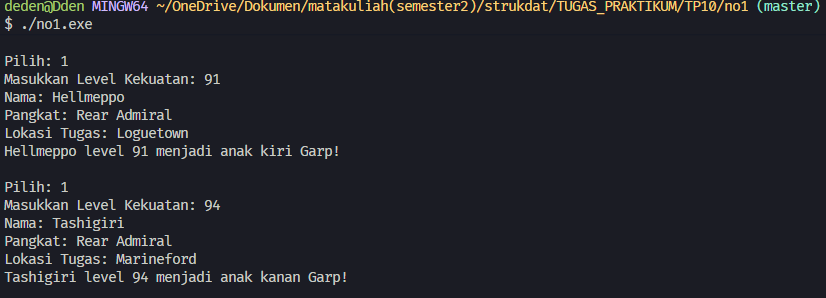 deden@Dden MINGW64 ~/OneDrive/Dokumen/matakuliah(semester2)/strukdat/TUGAS_PRAKTIKUM/TP10/no1 (master)
$ ./no1.exe
Pilih: 1
Masukkan Level Kekuatan: 91
Nama: Hellmeppo
Pangkat: Rear Admiral
Lokasi Tugas: Loguetown
Hellmeppo level 91 menjadi anak kiri Garp!
Pilih: 1
Masukkan Level Kekuatan: 94
Nama: Tashigiri
Pangkat: Rear Admiral
Lokasi Tugas: Marineford
Tashigiri level 94 menjadi anak kanan Garp!